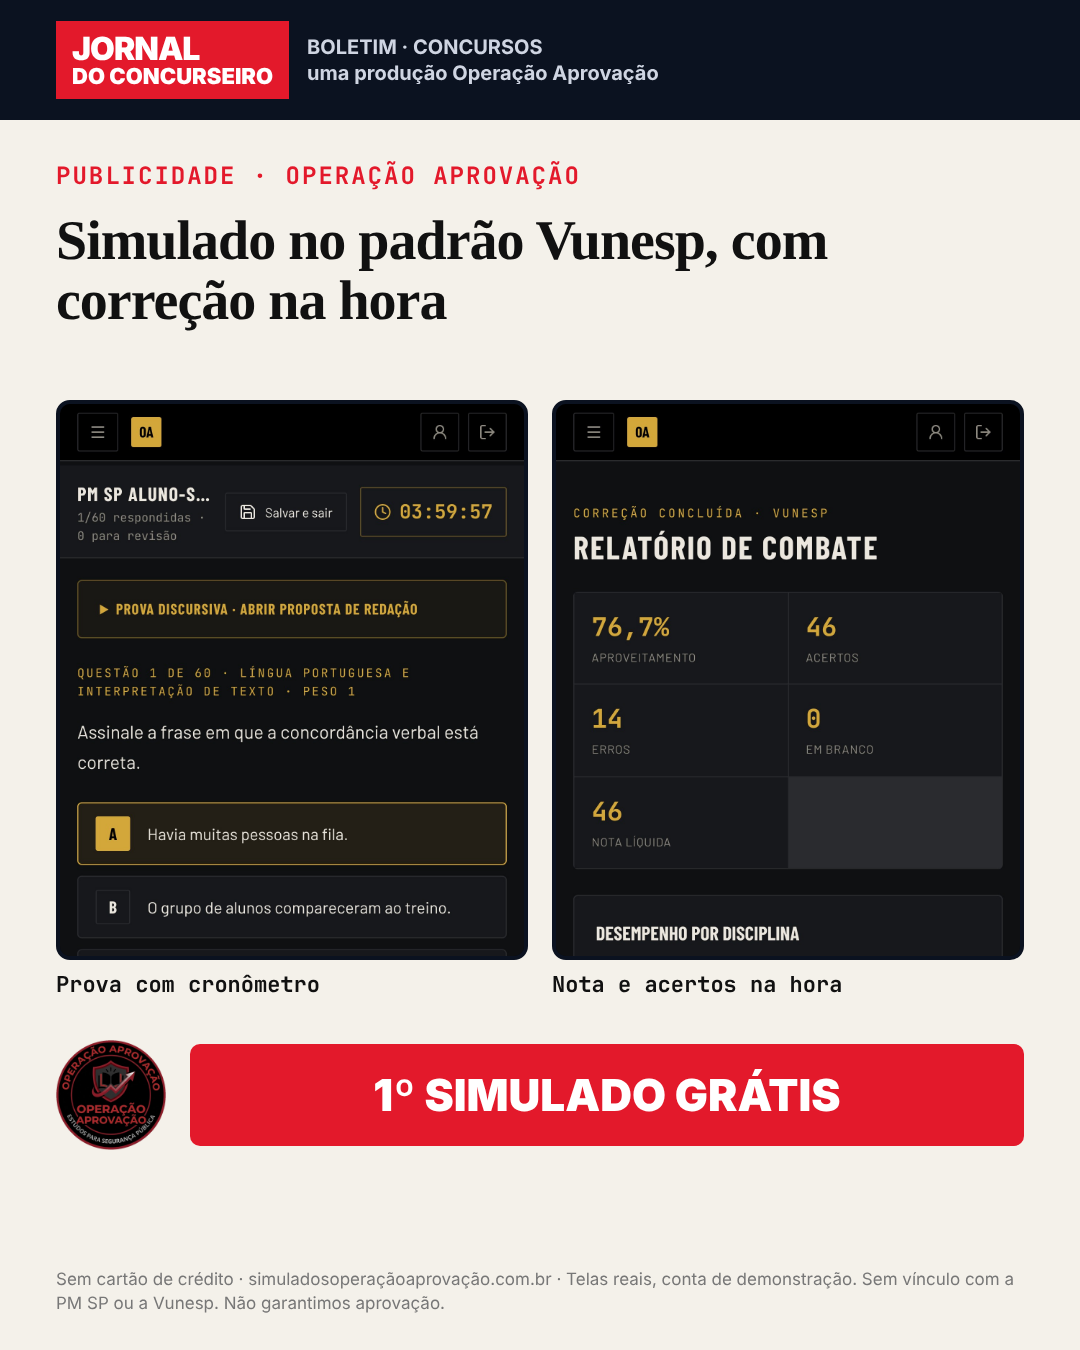 JORNAL
DO CONCURSEIRO
BOLETIM · CONCURSOS
uma produção Operação Aprovação
PUBLICIDADE · OPERAÇÃO APROVAÇÃO
Simulado no padrão Vunesp, com
correção na hora
OA
PM SP ALUNO-S...
1/60 respondidas ·
0 para revisão
Salvar e sair
03:59:57
▶ PROVA DISCURSIVA · ABRIR PROPOSTA DE REDAÇÃO
QUESTÃO 1 DE 60 · LÍNGUA PORTUGUESA E
INTERPRETAÇÃO DE TEXTO · PESO 1
Assinale a frase em que a concordância verbal está
correta.
A Havia muitas pessoas na fila.
B O grupo de alunos compareceram ao treino.
Prova com cronômetro
OA
CORREÇÃO CONCLUÍDA · VUNESP
RELATÓRIO DE COMBATE
76,7%
APROVEITAMENTO
46
ACERTOS
14
ERROS
0
EM BRANCO
46
NOTA LÍQUIDA
DESEMPENHO POR DISCIPLINA
Nota e acertos na hora
OPERAÇÃO APROVAÇÃO
OPERAÇÃO
APROVAÇÃO
ESTUDOS PARA SEGURANÇA PÚBLICA
1º SIMULADO GRÁTIS
Sem cartão de crédito · simuladosoperaçãoaprovação.com.br · Telas reais, conta de demonstração. Sem vínculo com a
PM SP ou a Vunesp. Não garantimos aprovação.